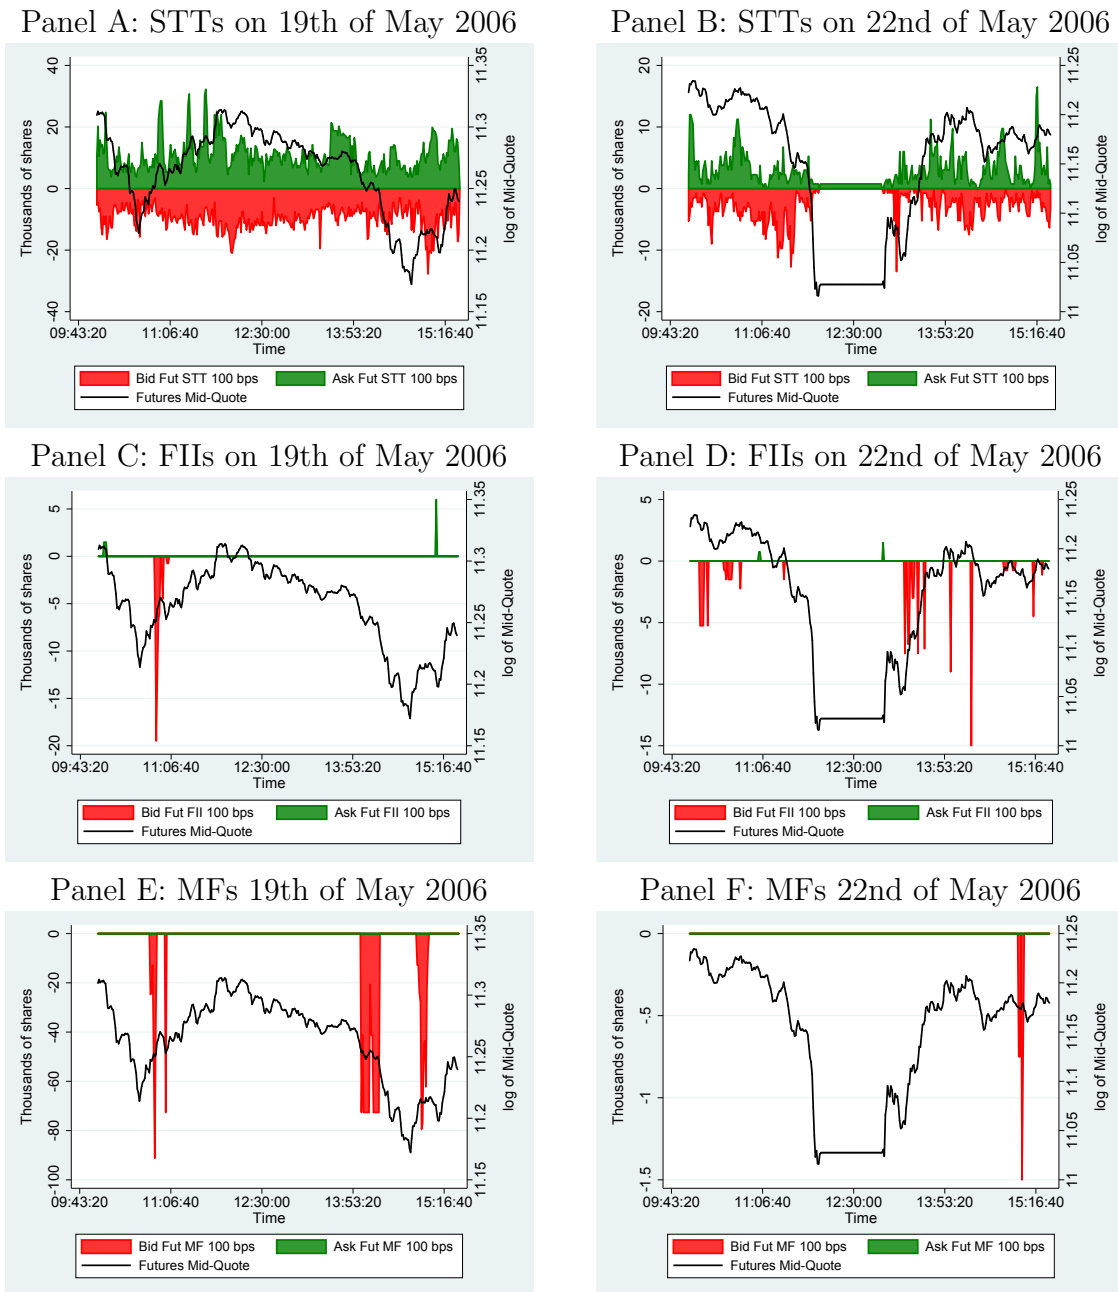 Panel A: STTs on 19th of May 2006
Thousands of shares
40
20
0
-20
-40
11.35
11.3
11.25
11.2
11.15
log of Mid-Quote
09:43:20 11:06:40 12:30:00 13:53:20 15:16:40
Time
Bid Fut STT 100 bps Ask Fut STT 100 bps
Futures Mid-Quote
Panel B: STTs on 22nd of May 2006
Thousands of shares
20
10
0
-10
-20
11.25
11.2
11.15
11.1
11.05
11
log of Mid-Quote
09:43:20 11:06:40 12:30:00 13:53:20 15:16:40
Time
Bid Fut STT 100 bps Ask Fut STT 100 bps
Futures Mid-Quote
Panel C: FIIs on 19th of May 2006
Thousands of shares
5
0
-5
-10
-15
-20
11.35
11.3
11.25
11.2
11.15
log of Mid-Quote
09:43:20 11:06:40 12:30:00 13:53:20 15:16:40
Time
Bid Fut FII 100 bps Ask Fut FII 100 bps
Futures Mid-Quote
Panel D: FIIs on 22nd of May 2006
Thousands of shares
5
0
-5
-10
-15
11.25
11.2
11.15
11.1
11.05
11
log of Mid-Quote
09:43:20 11:06:40 12:30:00 13:53:20 15:16:40
Time
Bid Fut FII 100 bps Ask Fut FII 100 bps
Futures Mid-Quote
Panel E: MFs 19th of May 2006
Thousands of shares
0
-20
-40
-60
-80
-100
11.35
11.3
11.25
11.2
11.15
log of Mid-Quote
09:43:20 11:06:40 12:30:00 13:53:20 15:16:40
Time
Bid Fut MF 100 bps Ask Fut MF 100 bps
Futures Mid-Quote
Panel F: MFs 22nd of May 2006
Thousands of shares
0
-.5
-1
-1.5
11.25
11.2
11.15
11.1
11.05
11
log of Mid-Quote
09:43:20 11:06:40 12:30:00 13:53:20 15:16:40
Time
Bid Fut MF 100 bps Ask Fut MF 100 bps
Futures Mid-Quote